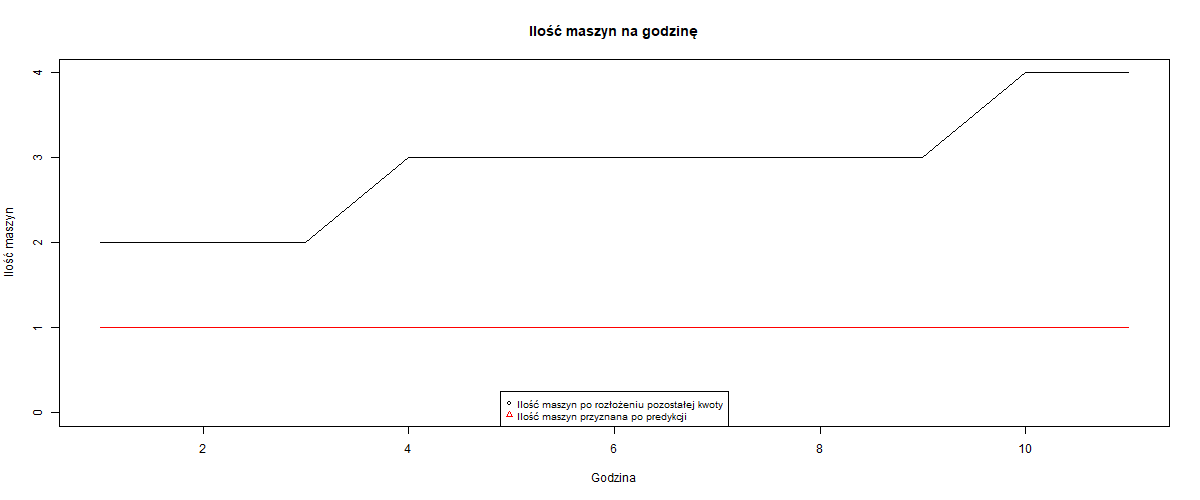 Ilość maszyn na godzinę
Ilość maszyn
4
3
2
1
0
Ilość maszyn po rozłożeniu pozostałej kwoty
Ilość maszyn przyznana po predykcji
2 4 6 8 10
Godzina